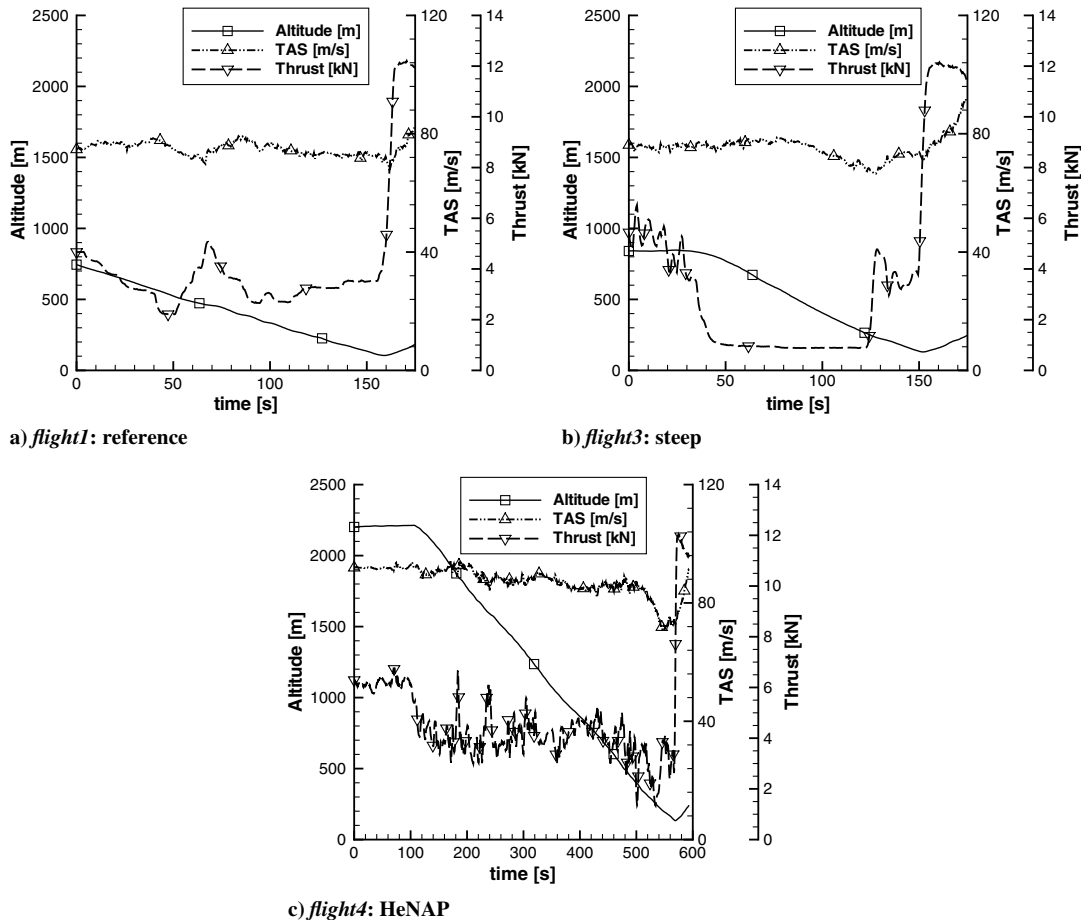 2500
2000
1500
1000
500
0
Altitude [m]
0 50 100 150
time [s]
120
80
40
0
TAS [m/s]
14
12
10
8
6
4
2
0
Thrust [kN]
Altitude [m]
TAS [m/s]
Thrust [kN]
a) flight1: reference
2500
2000
1500
1000
500
0
Altitude [m]
0 50 100 150
time [s]
120
80
40
0
TAS [m/s]
14
12
10
8
6
4
2
0
Thrust [kN]
Altitude [m]
TAS [m/s]
Thrust [kN]
b) flight3: steep
2500
2000
1500
1000
500
0
Altitude [m]
0 100 200 300 400 500 600
time [s]
120
80
40
0
TAS [m/s]
14
12
10
8
6
4
2
0
Thrust [kN]
Altitude [m]
TAS [m/s]
Thrust [kN]
c) flight4: HeNAP